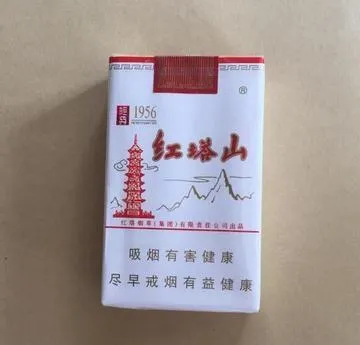 1956
®
红塔山
红塔烟草(集团)有限责任公司出品
吸烟有害健康
尽早戒烟有益健康